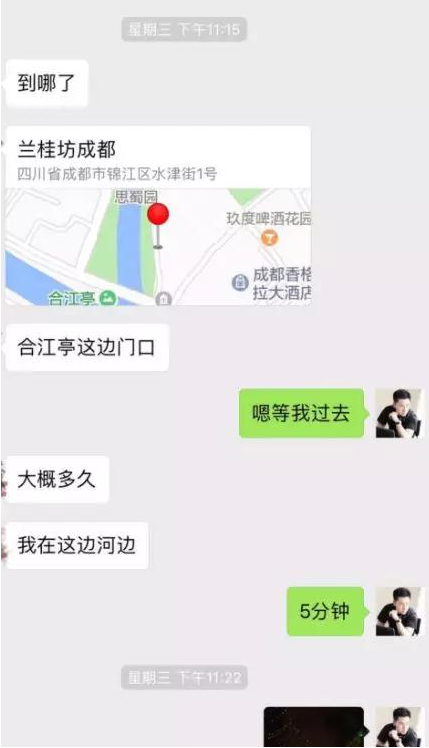 星期三 下午11:15
到哪了
兰桂坊成都
四川省成都市锦江区水津街1号
思蜀园
玖度啤酒花园
成都香格
拉大酒店
合江亭
合江亭这边门口
嗯等我过去
大概多久
我在这边河边
5分钟
星期三 下午11:22